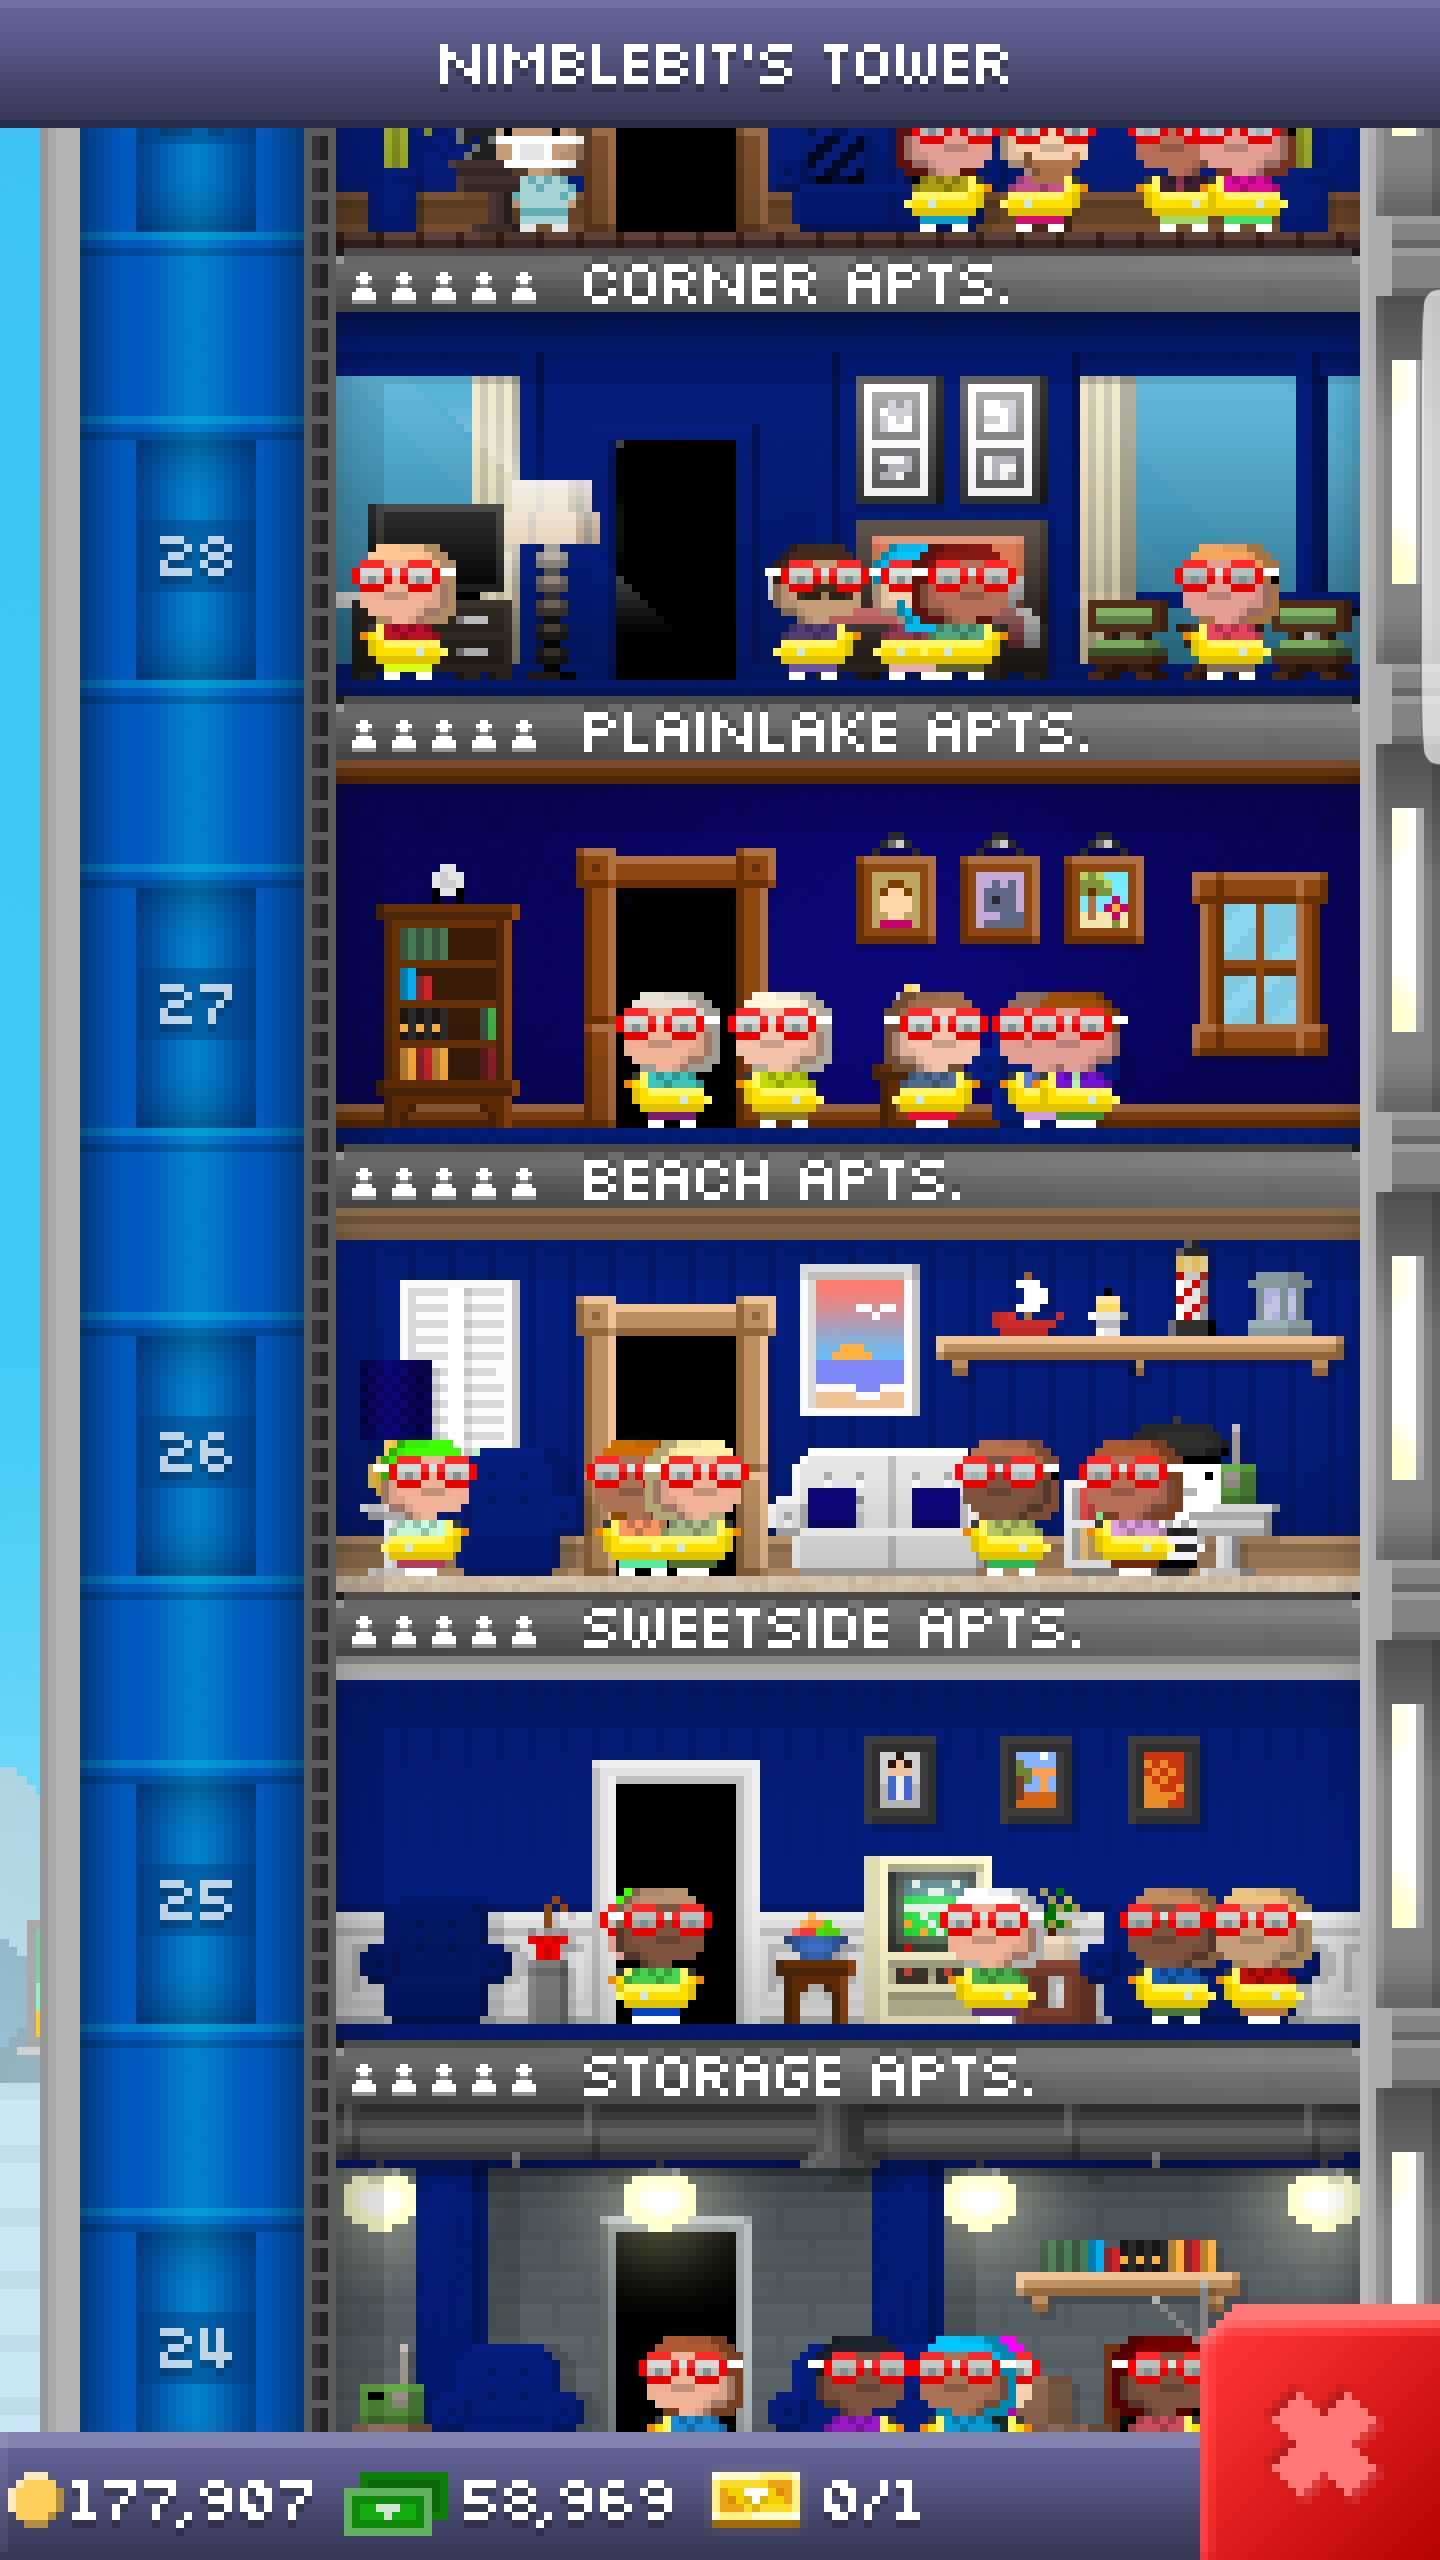 NIMBLEBIT'S TOWER
CORNER APTS.
28
PLAINLAKE APTS.
27
BEACH APTS.
26
SWEETSIDE APTS.
25
STORAGE APTS.
24
177,907 58,969 0/1